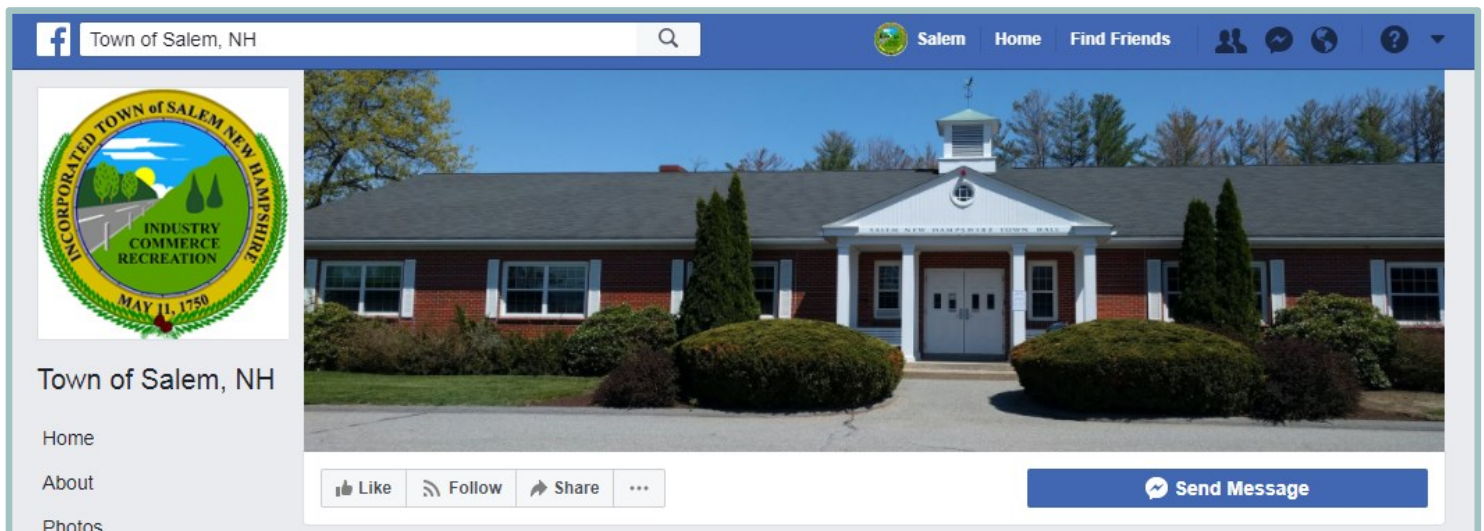 Town of Salem, NH
Salem
Home
Find Friends
INCORPORATED TOWN of SALEM NEW HAMPSHIRE
INDUSTRY
COMMERCE
RECREATION
MAY 11, 1750
SALEM NEW HAMPSHIRE TOWN HALL
Town of Salem, NH
Home
About
Photos
Like
Follow
Share
Send Message